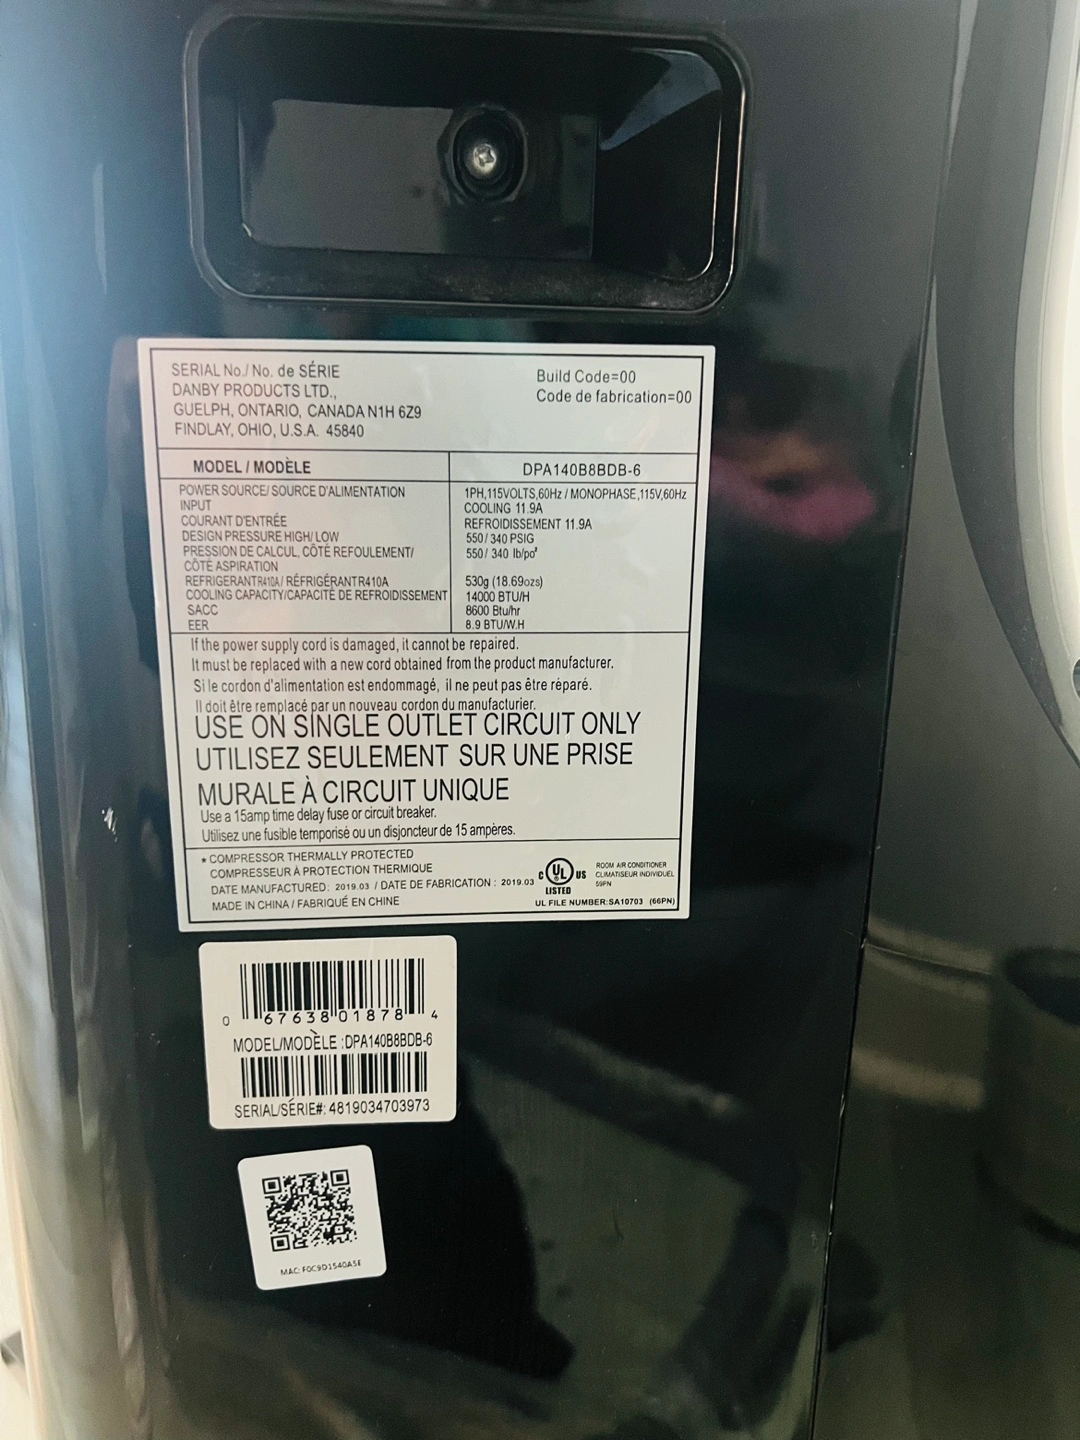 SERIAL No./ No. de SÉRIE
DANBY PRODUCTS LTD.,
GUELPH, ONTARIO, CANADA N1H 6Z9
FINDLAY, OHIO, U.S.A. 45840
Build Code=00
Code de fabrication=00
MODEL / MODÈLE DPA140B8BDB-6
POWER SOURCE/ SOURCE D'ALIMENTATION 1PH,115VOLTS,60Hz / MONOPHASE,115V,60Hz
INPUT COOLING 11.9A
COURANT D'ENTRÉE REFROIDISSEMENT 11.9A
DESIGN PRESSURE HIGH/ LOW 550/ 340 PSIG
PRESSION DE CALCUL, CÔTÉ REFOULEMENT/ 550/ 340 lb/po²
CÔTÉ ASPIRATION
REFRIGERANT R410A/ RÉFRIGÉRANT R410A 530g (18.69ozs)
COOLING CAPACITY/CAPACITÉ DE REFROIDISSEMENT 14000 BTU/H
SACC 8600 Btu/hr
EER 8.9 BTU/W.H
If the power supply cord is damaged, it cannot be repaired.
It must be replaced with a new cord obtained from the product manufacturer.
Si le cordon d'alimentation est endommagé, il ne peut pas être réparé.
Il doit être remplacé par un nouveau cordon du manufacturier.
USE ON SINGLE OUTLET CIRCUIT ONLY
UTILISEZ SEULEMENT SUR UNE PRISE
MURALE À CIRCUIT UNIQUE
Use a 15amp time delay fuse or circuit breaker.
Utilisez une fusible temporisé ou un disjoncteur de 15 ampères.
★ COMPRESSOR THERMALLY PROTECTED
COMPRESSEUR À PROTECTION THERMIQUE
DATE MANUFACTURED: 2019.03 / DATE DE FABRICATION : 2019.03
MADE IN CHINA / FABRIQUÉ EN CHINE
C UL US
LISTED
ROOM AIR CONDITIONER
CLIMATISEUR INDIVIDUEL
59PN
UL FILE NUMBER:SA10703 (66PN)
0 67638 01878 4
MODEL/MODÈLE :DPA140B8BDB-6
SERIAL/SÉRIE#: 4819034703973
MAC: F0C9D1540A5E